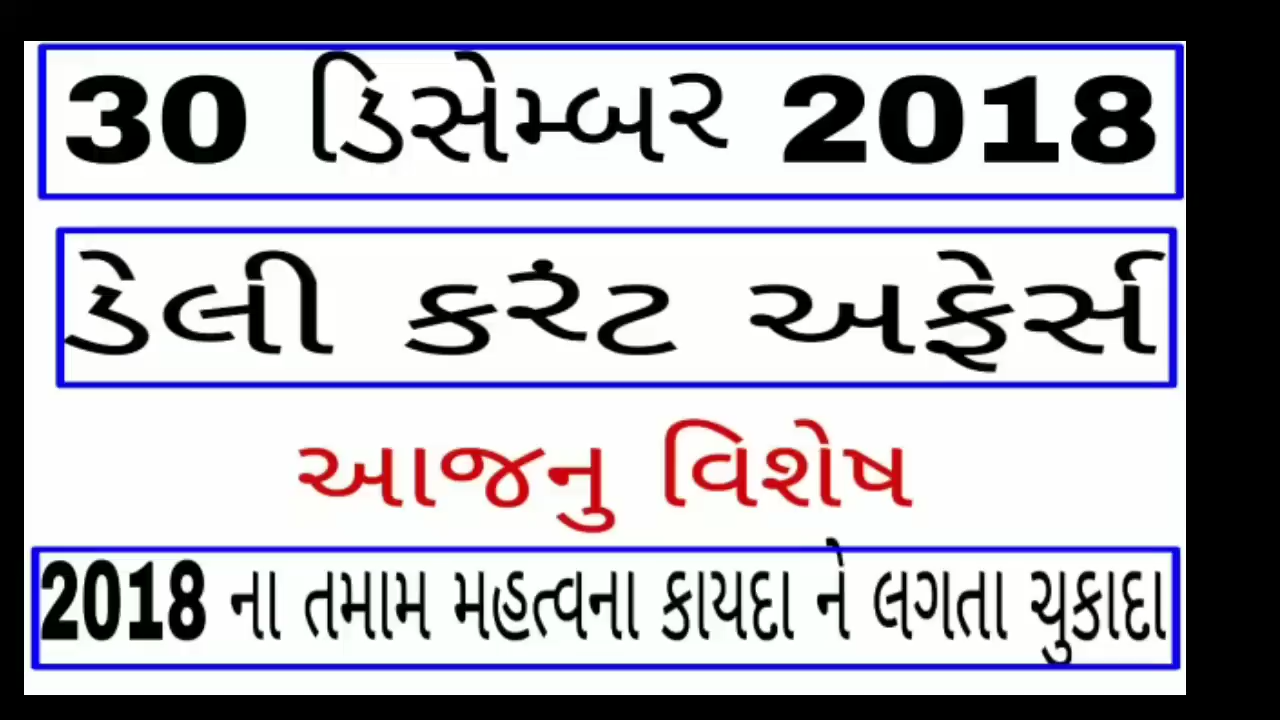 30 ડિસેમ્બર 2018
ડેલી કરંટ અફેર્સ
આજનુ વિશેષ
2018 ના તમામ મહત્વના કાયદા ને લગતા ચુકાદા